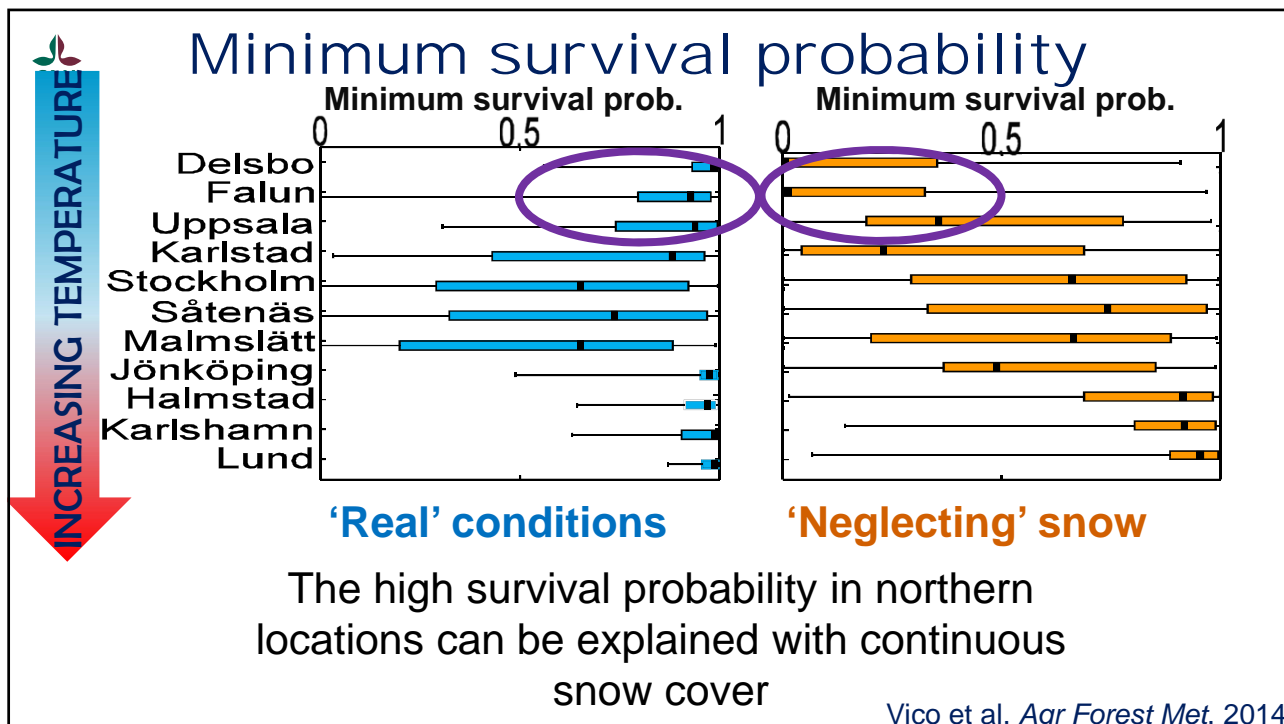 Minimum survival probability
INCREASING TEMPERATURE
Minimum survival prob.
0 0,5 1
Minimum survival prob.
0 0.5 1
Delsbo
Falun
Uppsala
Karlstad
Stockholm
Såtenäs
Malmslätt
Jönköping
Halmstad
Karlshamn
Lund
‘Real’ conditions
‘Neglecting’ snow
The high survival probability in northern
locations can be explained with continuous
snow cover
Vico et al. Agr Forest Met. 2014